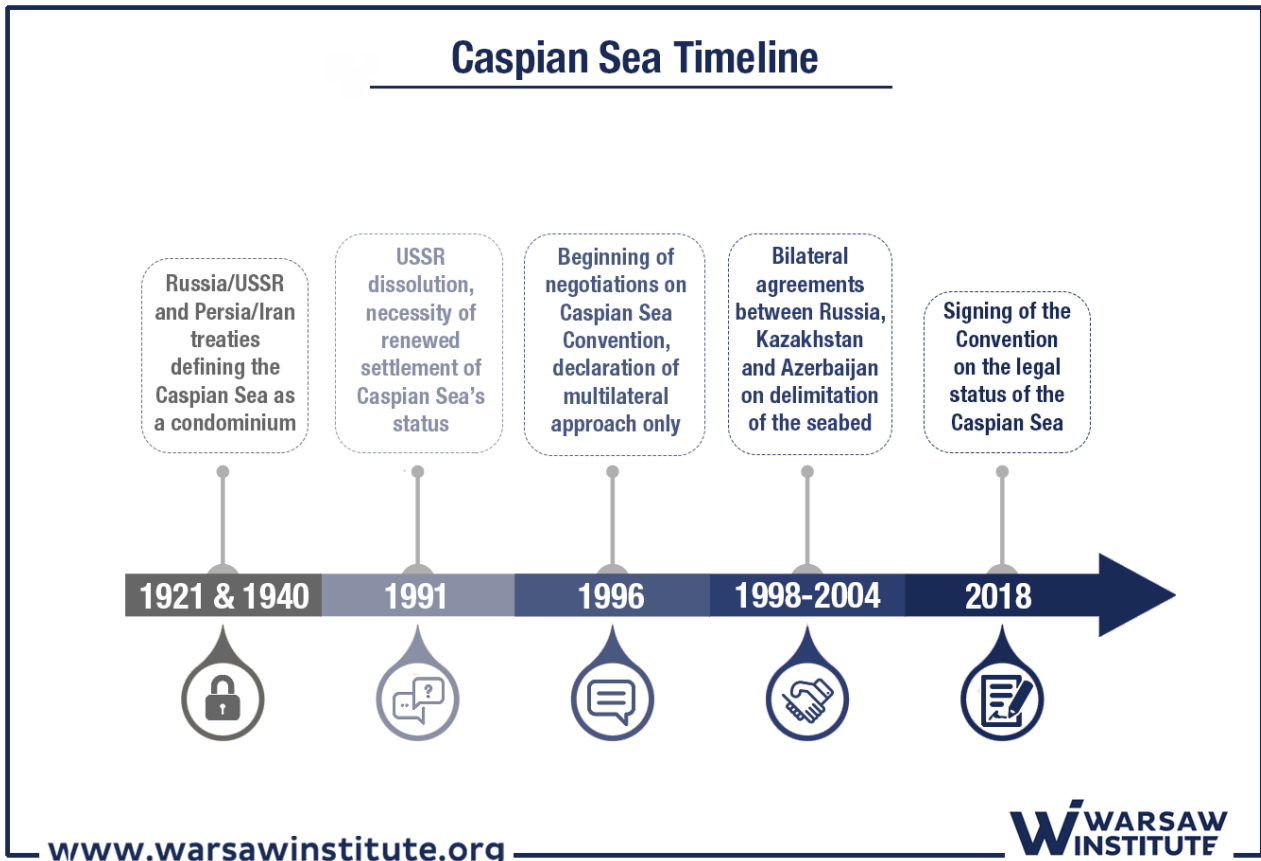 Caspian Sea Timeline
Russia/USSR
and Persia/Iran
treaties
defining the
Caspian Sea as
a condominium
USSR
dissolution,
necessity of
renewed
settlement of
Caspian Sea's
status
Beginning of
negotiations on
Caspian Sea
Convention,
declaration of
multilateral
approach only
Bilateral
agreements
between Russia,
Kazakhstan
and Azerbaijan
on delimitation
of the seabed
Signing of the
Convention
on the legal
status of the
Caspian Sea
1921 & 1940
1991
1996
1998-2004
2018
?
www.warsawinstitute.org
WARSAW
INSTITUTE